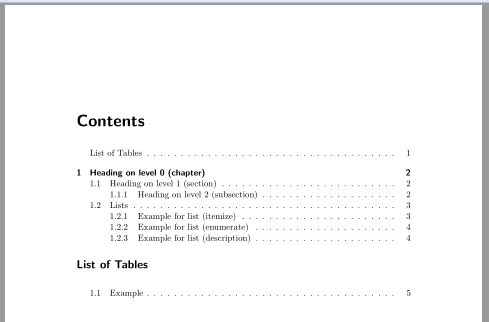 Contents
List of Tables . . . . . . . . . . . . . . . . . . . . . . . . . . . . . . . . . . . . . 1
1 Heading on level 0 (chapter) 2
1.1 Heading on level 1 (section) . . . . . . . . . . . . . . . . . . . . . . . . . . 2
1.1.1 Heading on level 2 (subsection) . . . . . . . . . . . . . . . . . . . . . 2
1.2 Lists . . . . . . . . . . . . . . . . . . . . . . . . . . . . . . . . . . . . . . . 3
1.2.1 Example for list (itemize) . . . . . . . . . . . . . . . . . . . . . . . 3
1.2.2 Example for list (enumerate) . . . . . . . . . . . . . . . . . . . . . . 4
1.2.3 Example for list (description) . . . . . . . . . . . . . . . . . . . . . 4
List of Tables
1.1 Example . . . . . . . . . . . . . . . . . . . . . . . . . . . . . . . . . . . . . 5